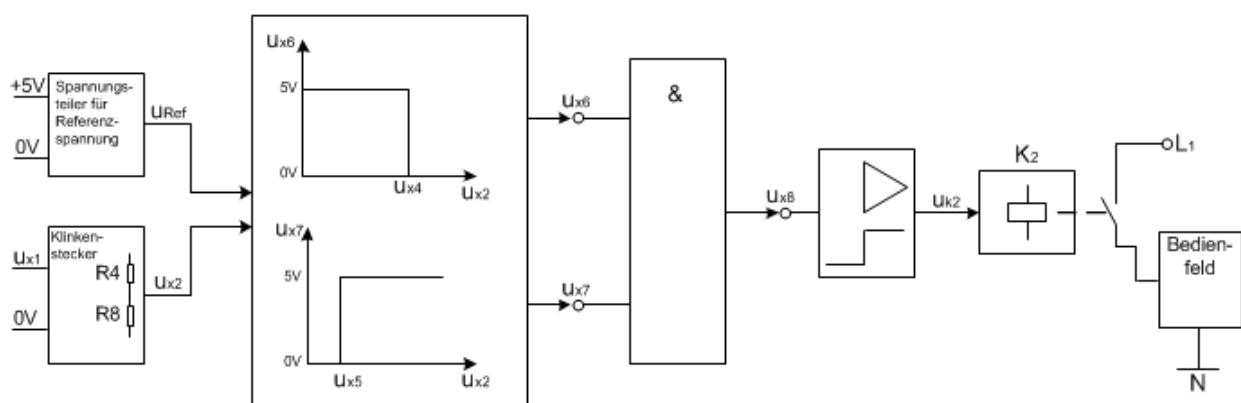 +5V
0V
Spannungs-
teiler für
Referenz-
spannung
uRef
Klinken-
stecker
ux1
0V
R4
R8
ux2
ux6
5V
0V
ux4
ux2
ux7
5V
0V
ux5
ux2
ux6
ux7
&
ux8
uk2
K2
L1
Bedien-
feld
N